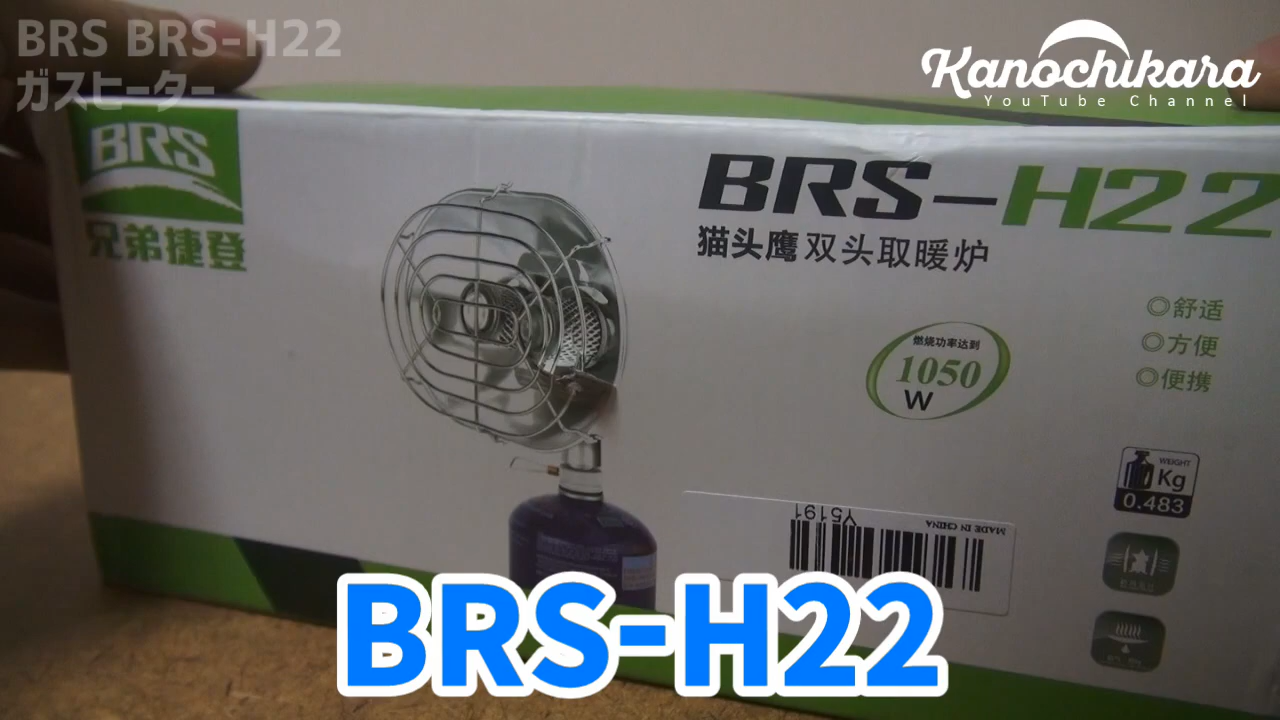 BRS BRS-H22
ガスヒーター
Kanochikara
YouTube Channel
BRS
兄弟捷登
BRS-H22
猫头鹰双头取暖炉
燃烧功率达到
1050
W
◎舒适
◎方便
◎便携
WEIGHT
Kg
0.483
Y5191
MADE IN CHINA
BRS-H22